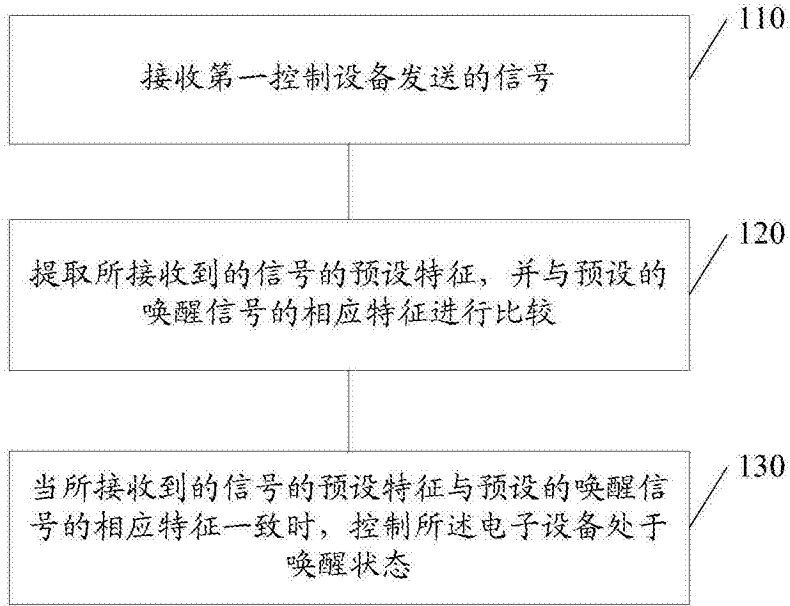 110
接收第一控制设备发送的信号
120
提取所接收到的信号的预设特征，并与预设的
唤醒信号的相应特征进行比较
130
当所接收到的信号的预设特征与预设的唤醒信
号的相应特征一致时，控制所述电子设备处于
唤醒状态